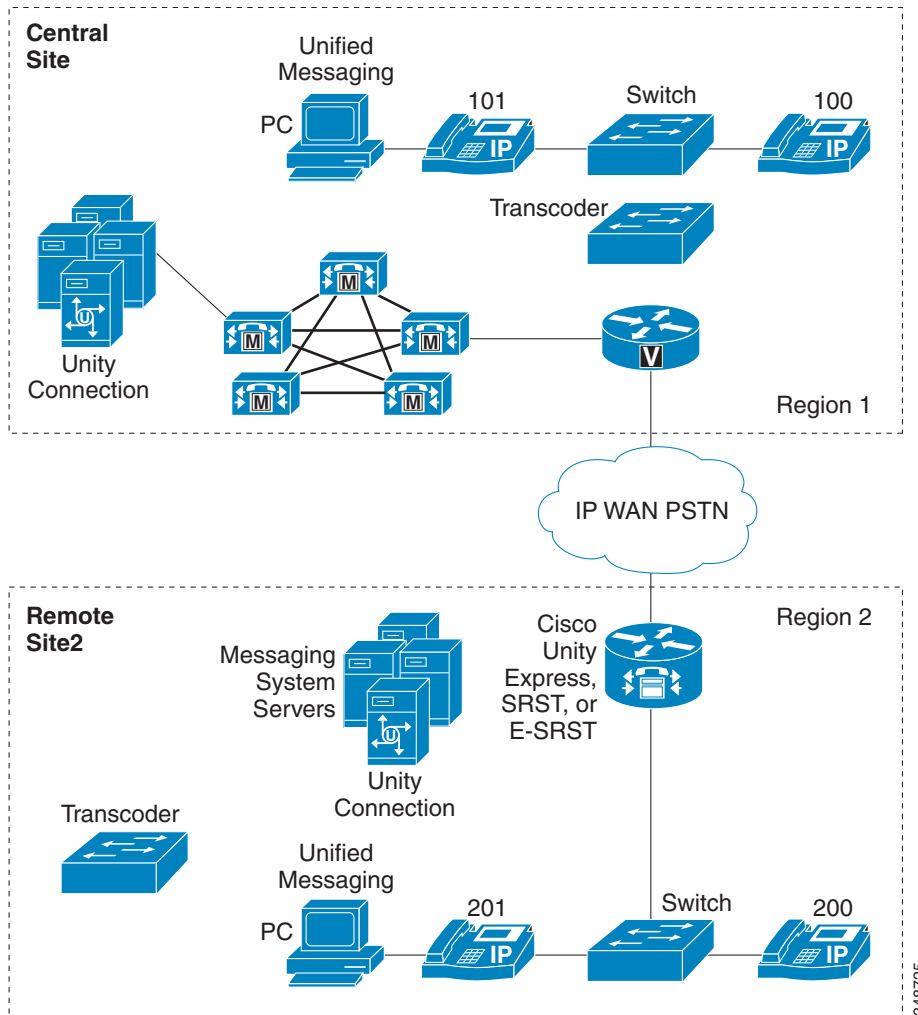 Central
Site
Unified
Messaging
PC
101
Switch
100
IP
IP
Transcoder
M
M
M
M
M
U
Unity
Connection
V
Region 1
IP WAN PSTN
Remote
Site2
Region 2
Messaging
System
Servers
Cisco
Unity
Express,
SRST, or
E-SRST
U
Unity
Connection
Transcoder
Unified
Messaging
PC
201
Switch
200
IP
IP